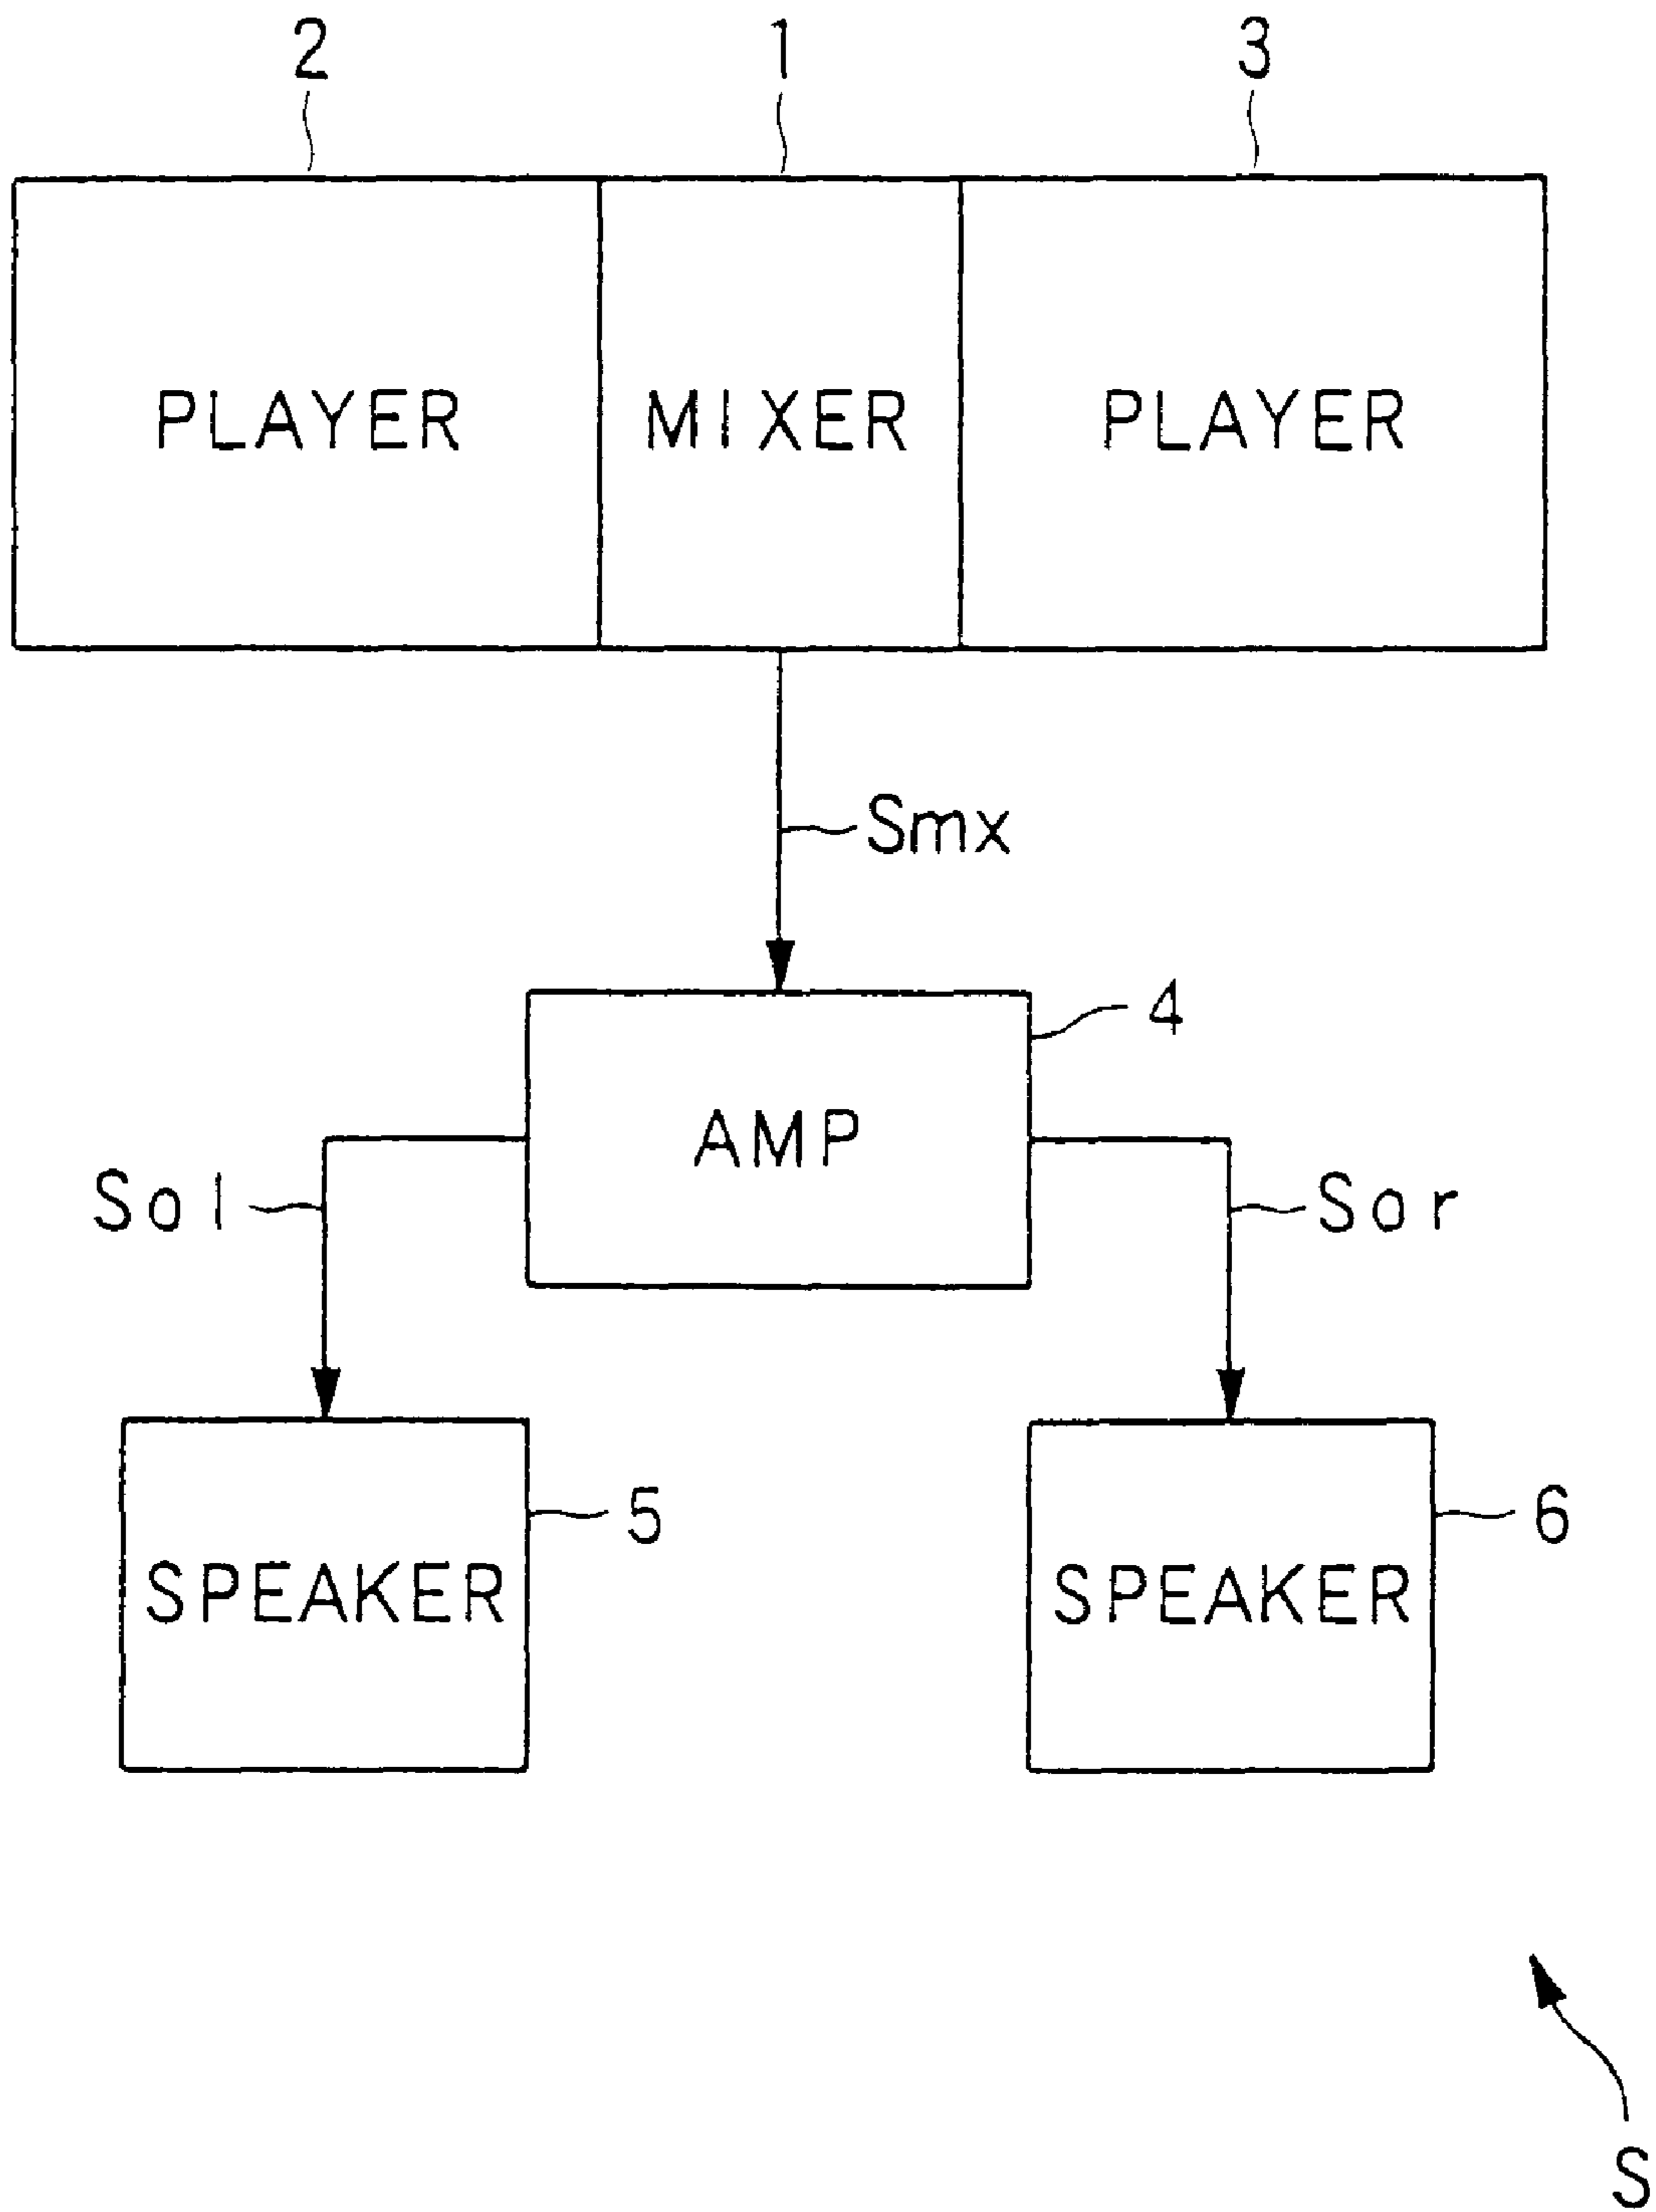 2 1 3
PLAYER MIXER PLAYER
Smx
4
AMP
Sol Sor
5 6
SPEAKER SPEAKER
S